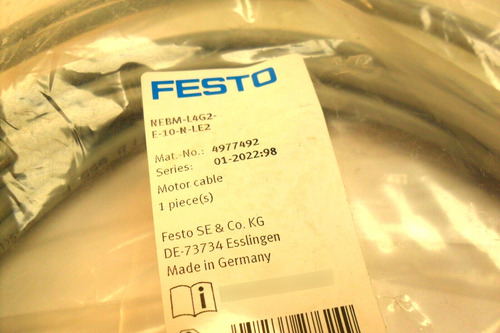 FESTO
NEBM-L4G2-
E-10-N-LE2
Mat.-No.: 4977492
Series: 01-2022:98
Motor cable
1 piece(s)
Festo SE & Co. KG
DE-73734 Esslingen
Made in Germany